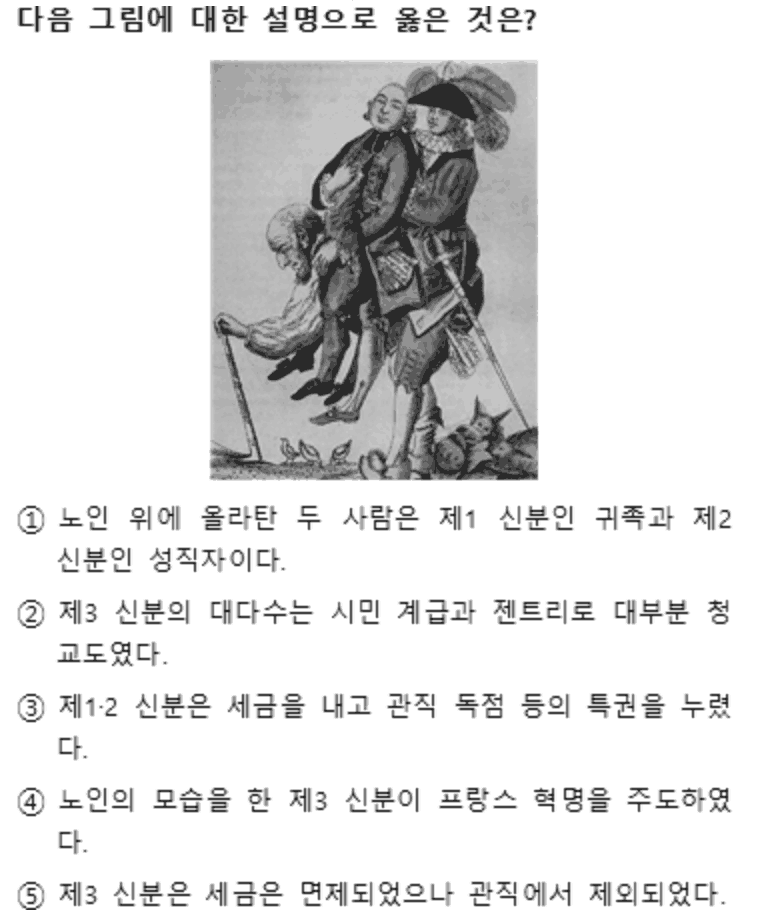 다음 그림에 대한 설명으로 옳은 것은?
① 노인 위에 올라탄 두 사람은 제1 신분인 귀족과 제2
신분인 성직자이다.
② 제3 신분의 대다수는 시민 계급과 젠트리로 대부분 청
교도였다.
③ 제1·2 신분은 세금을 내고 관직 독점 등의 특권을 누렸
다.
④ 노인의 모습을 한 제3 신분이 프랑스 혁명을 주도하였
다.
⑤ 제3 신분은 세금은 면제되었으나 관직에서 제외되었다.